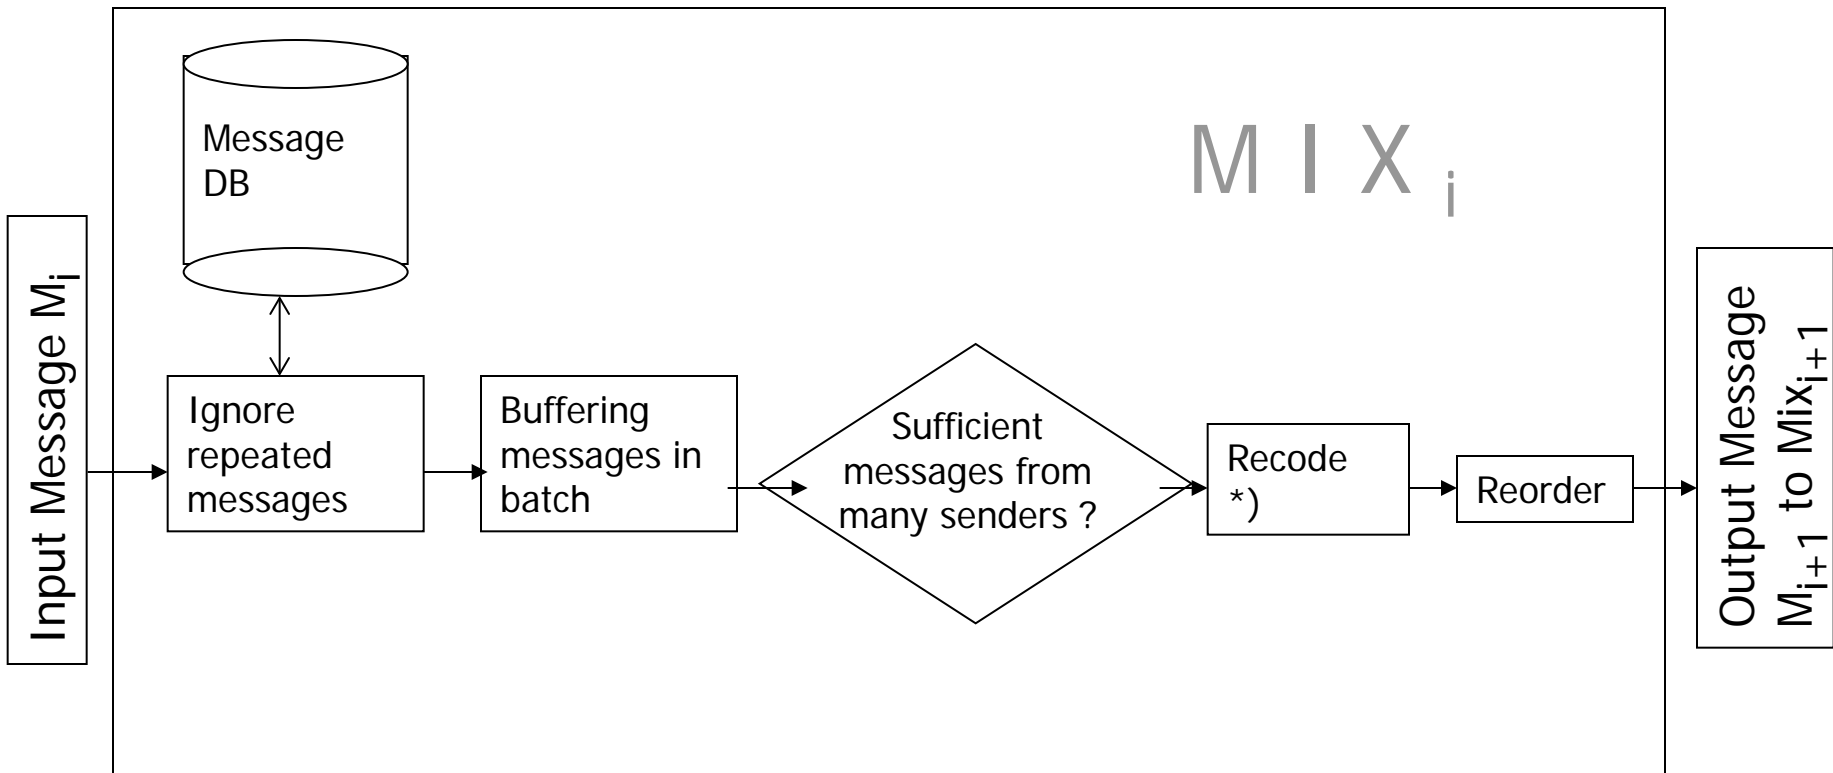 Message
DB
M I X i
Input Message Mi
Ignore
repeated
messages
Buffering
messages in
batch
Sufficient
messages from
many senders ?
Recode
*)
Reorder
Output Message
Mi+1 to Mixi+1